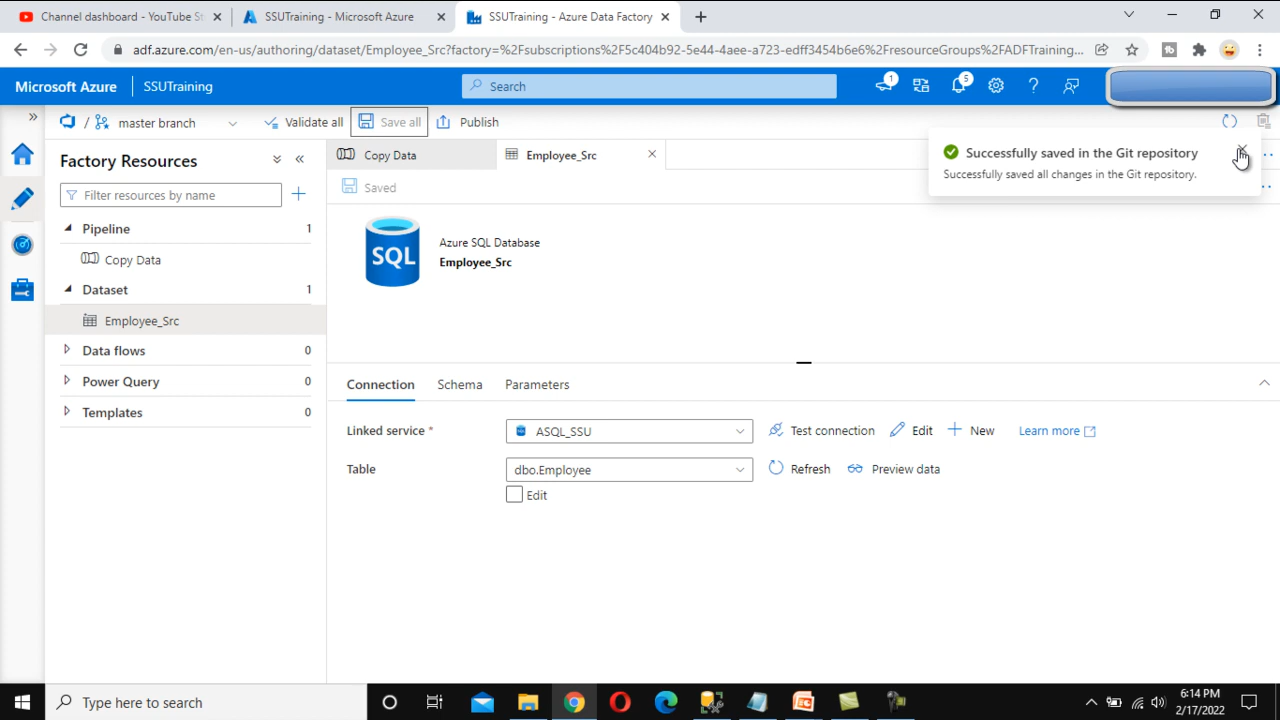 Channel dashboard - YouTube St
SSUTraining - Microsoft Azure
SSUTraining - Azure Data Factory
adf.azure.com/en-us/authoring/dataset/Employee_Src?factory=%2Fsubscriptions%2F5c404b92-5e44-4aee-a723-edff3454b6e6%2FresourceGroups%2FADFTraining...
Microsoft Azure
SSUTraining
Search
1
5
master branch
Validate all
Save all
Publish
Factory Resources
Filter resources by name
Pipeline 1
Copy Data
Dataset 1
Employee_Src
Data flows 0
Power Query 0
Templates 0
Copy Data
Employee_Src
Saved
Successfully saved in the Git repository
Successfully saved all changes in the Git repository.
SQL
Azure SQL Database
Employee_Src
Connection
Schema
Parameters
Linked service *
ASQL_SSU
Test connection
Edit
New
Learn more
Table
dbo.Employee
Refresh
Preview data
Edit
Type here to search
6:14 PM
2/17/2022